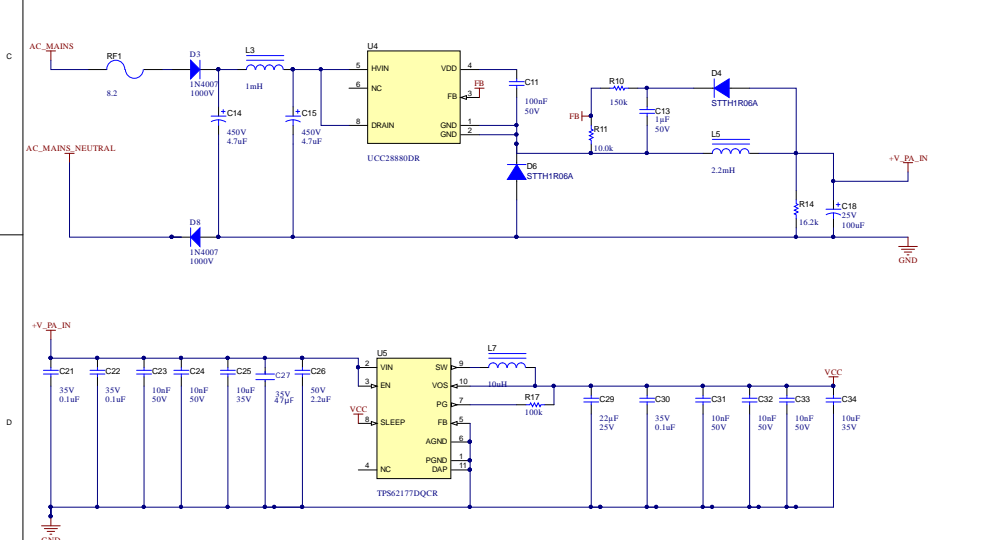 C
AC_MAINS
RF1
8.2
D3
1N4007
1000V
L3
1mH
C14
450V
4.7uF
C15
450V
4.7uF
U4
HVIN
NC
DRAIN
VDD
FB
GND
GND
5
6
8
4
3
1
2
UCC28880DR
FB
C11
100nF
50V
D6
STTH1R06A
FB
R10
150k
R11
10.0k
C13
1µF
50V
D4
STTH1R06A
L5
2.2mH
+V_PA_IN
R14
16.2k
C18
25V
100uF
GND
AC_MAINS_NEUTRAL
D8
1N4007
1000V
D
+V_PA_IN
C21
35V
0.1uF
C22
35V
0.1uF
C23
10nF
50V
C24
10nF
50V
C25
10uF
35V
C27
35V
47µF
C26
50V
2.2uF
U5
VIN
EN
SLEEP
NC
SW
VOS
PG
FB
AGND
PGND
DAP
2
3
8
4
9
10
7
5
6
1
11
TPS62177DQCR
VCC
L7
10uH
R17
100k
C29
22µF
25V
C30
35V
0.1uF
C31
10nF
50V
C32
10nF
50V
C33
10nF
50V
VCC
C34
10uF
35V
GND